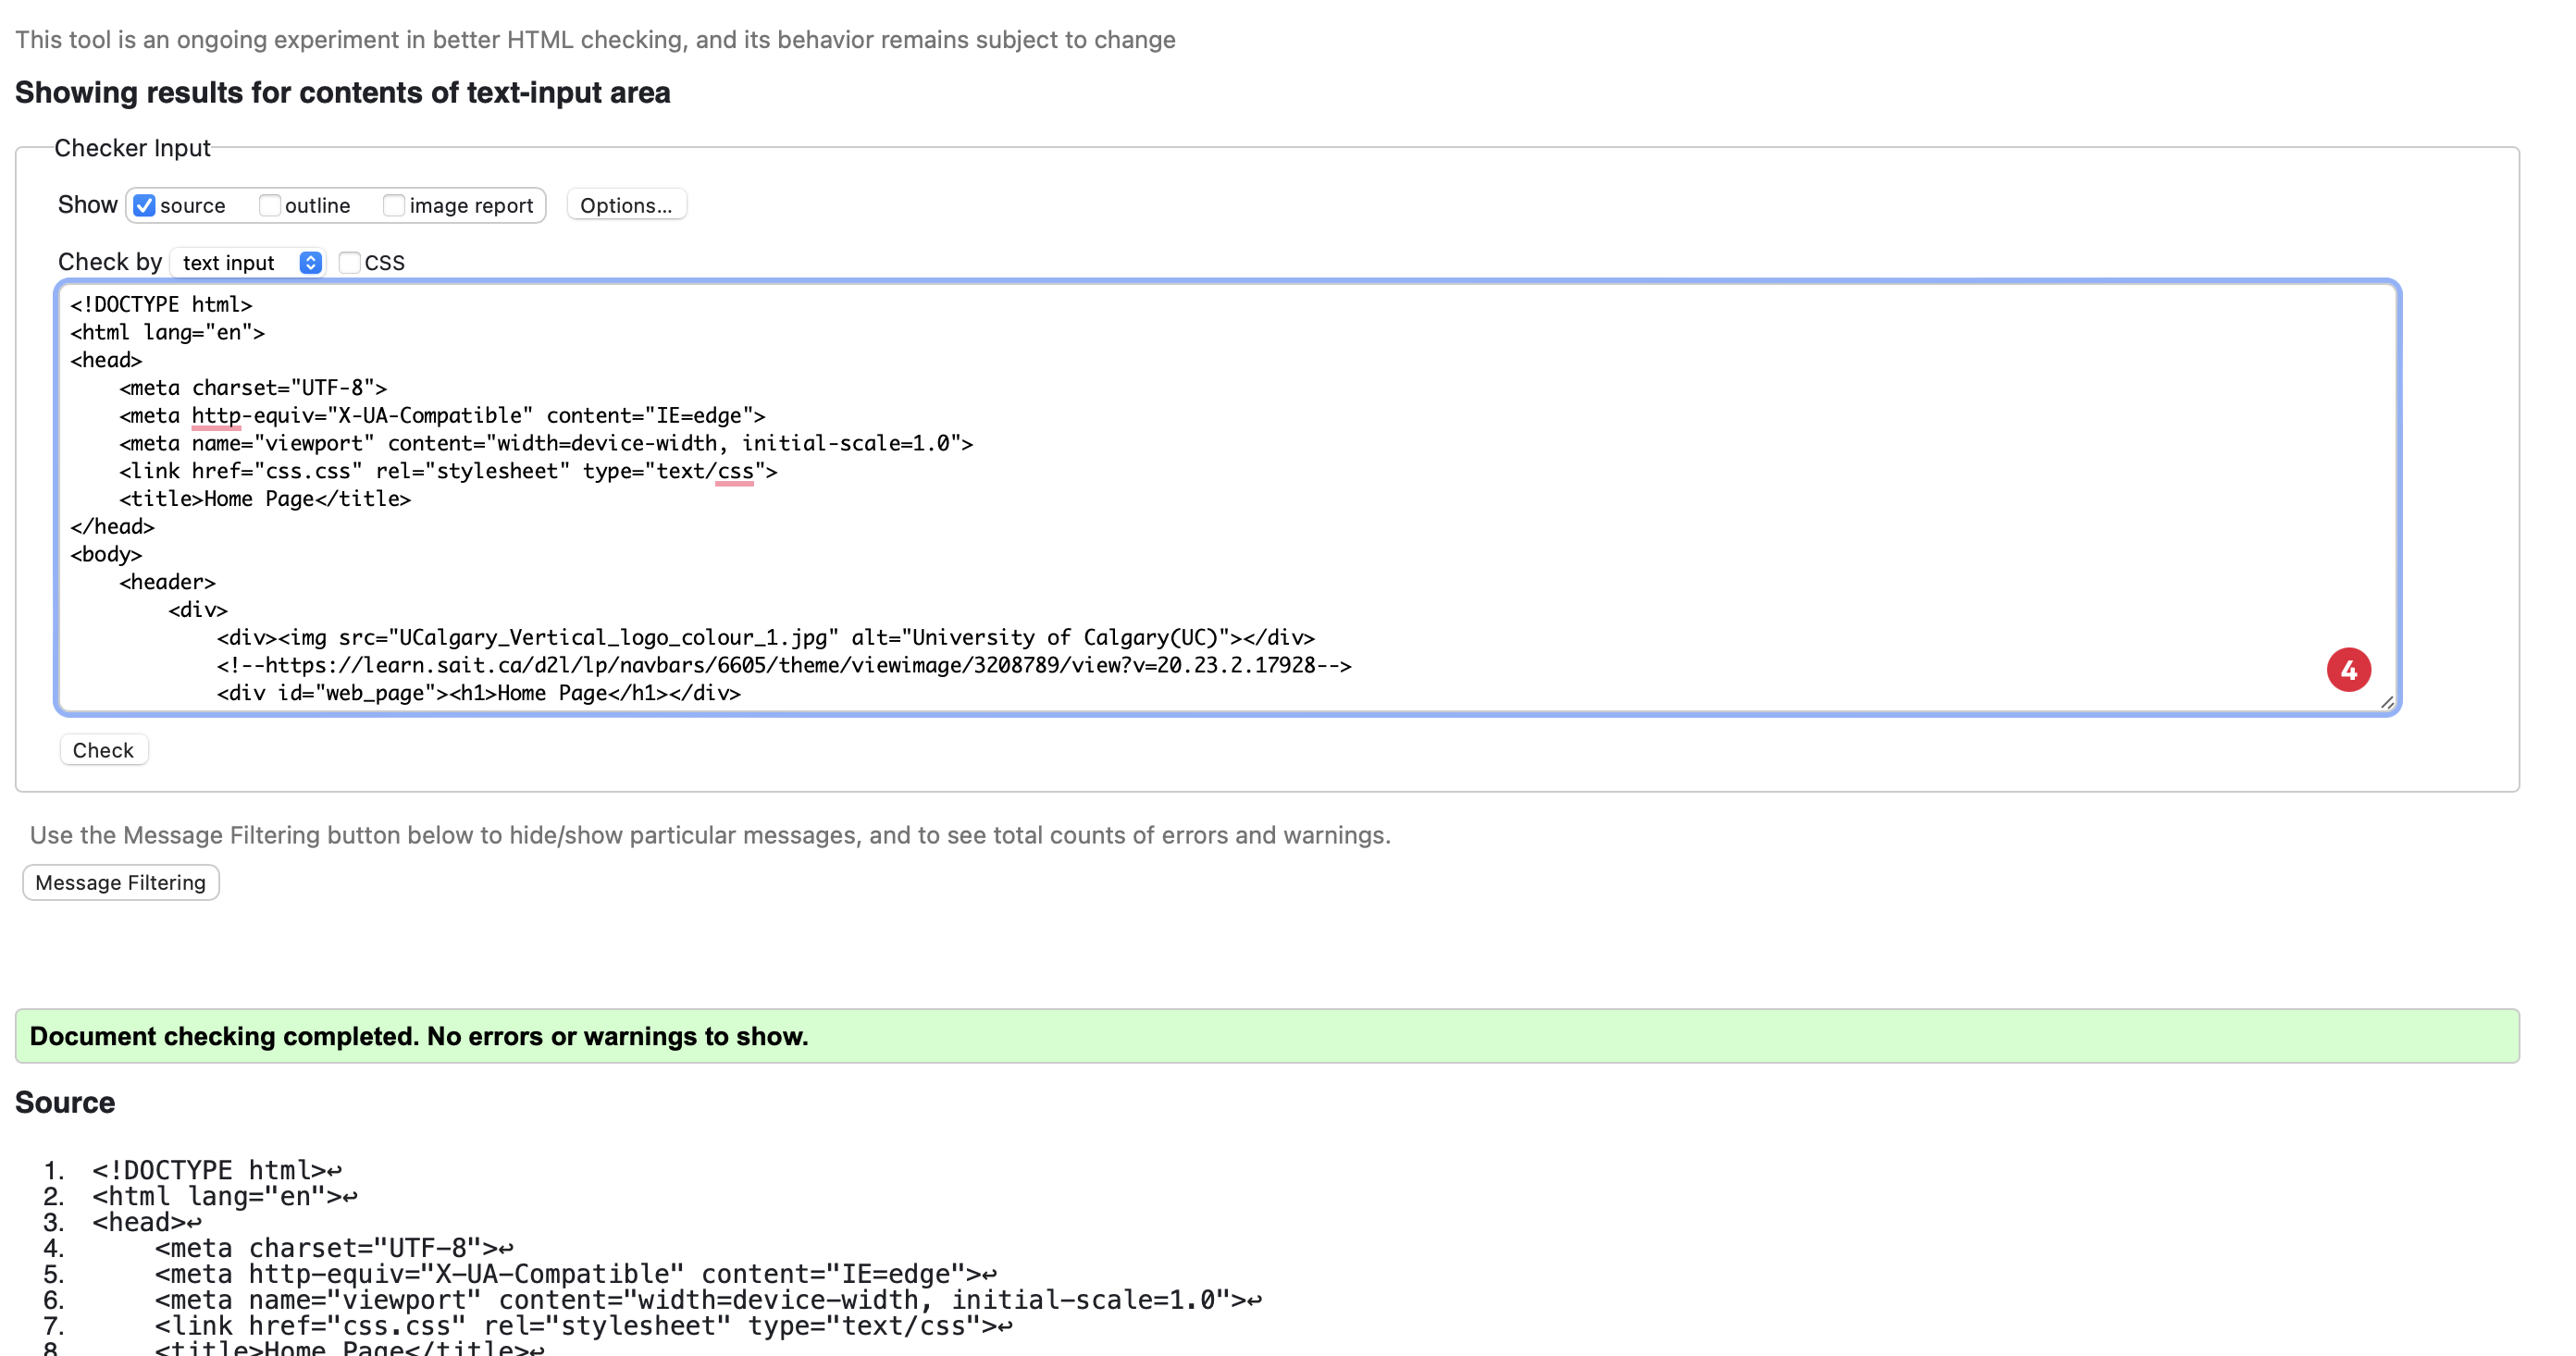 This tool is an ongoing experiment in better HTML checking, and its behavior remains subject to change
Showing results for contents of text-input area
Checker Input
Show source outline image report Options...
Check by text input CSS
<!DOCTYPE html>
<html lang="en">
<head>
    <meta charset="UTF-8">
    <meta http-equiv="X-UA-Compatible" content="IE=edge">
    <meta name="viewport" content="width=device-width, initial-scale=1.0">
    <link href="css.css" rel="stylesheet" type="text/css">
    <title>Home Page</title>
</head>
<body>
    <header>
        <div>
            <div><img src="UCalgary_Vertical_logo_colour_1.jpg" alt="University of Calgary(UC)"></div>
            <!--https://learn.sait.ca/d2l/lp/navbars/6605/theme/viewimage/3208789/view?v=20.23.2.17928-->
            <div id="web_page"><h1>Home Page</h1></div>
4
Check
Use the Message Filtering button below to hide/show particular messages, and to see total counts of errors and warnings.
Message Filtering
Document checking completed. No errors or warnings to show.
Source
1. <!DOCTYPE html>↩
2. <html lang="en">↩
3. <head>↩
4.     <meta charset="UTF-8">↩
5.     <meta http-equiv="X-UA-Compatible" content="IE=edge">↩
6.     <meta name="viewport" content="width=device-width, initial-scale=1.0">↩
7.     <link href="css.css" rel="stylesheet" type="text/css">↩
8.     <title>Home Page</title>↩